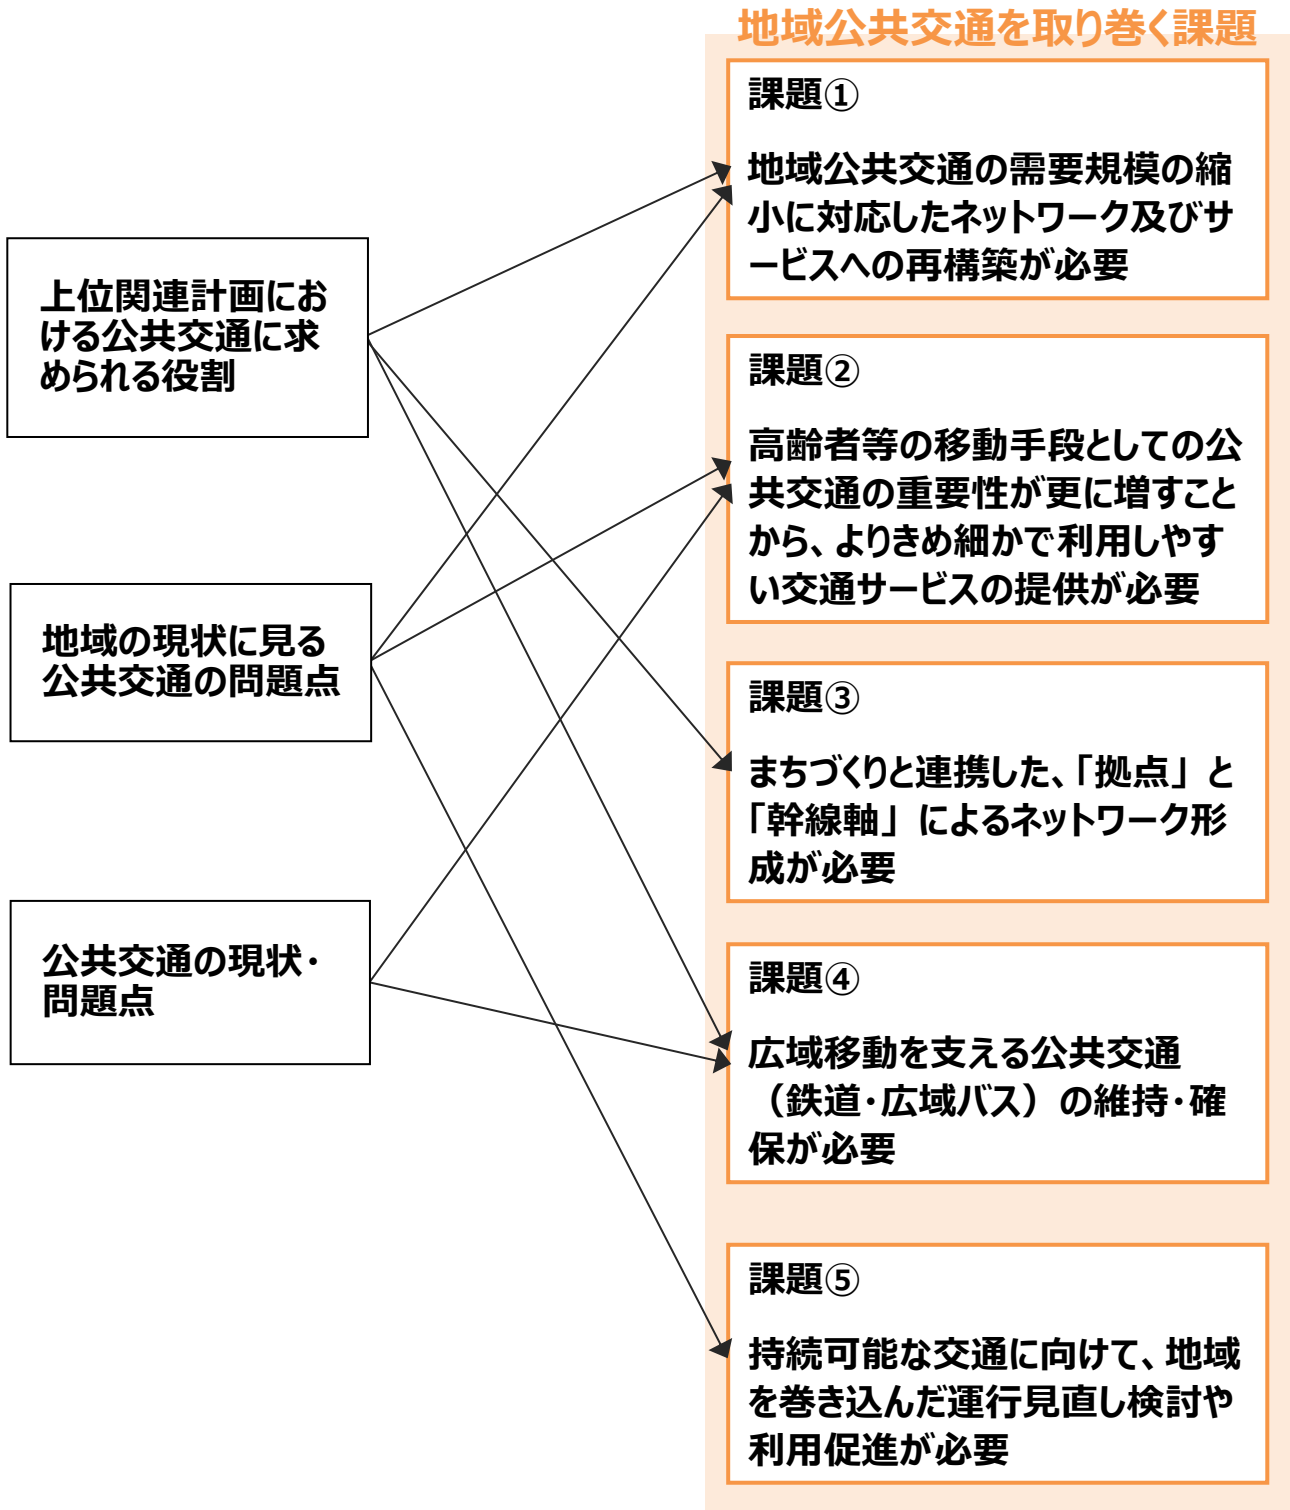 地域公共交通を取り巻く課題
上位関連計画にお
ける公共交通に求
められる役割
地域の現状に見る
公共交通の問題点
公共交通の現状・
問題点
課題①
地域公共交通の需要規模の縮
小に対応したネットワーク及びサ
ービスへの再構築が必要
課題②
高齢者等の移動手段としての公
共交通の重要性が更に増すこと
から、よりきめ細かで利用しやす
い交通サービスの提供が必要
課題③
まちづくりと連携した、「拠点」と
「幹線軸」によるネットワーク形
成が必要
課題④
広域移動を支える公共交通
（鉄道・広域バス）の維持・確
保が必要
課題⑤
持続可能な交通に向けて、地域
を巻き込んだ運行見直し検討や
利用促進が必要